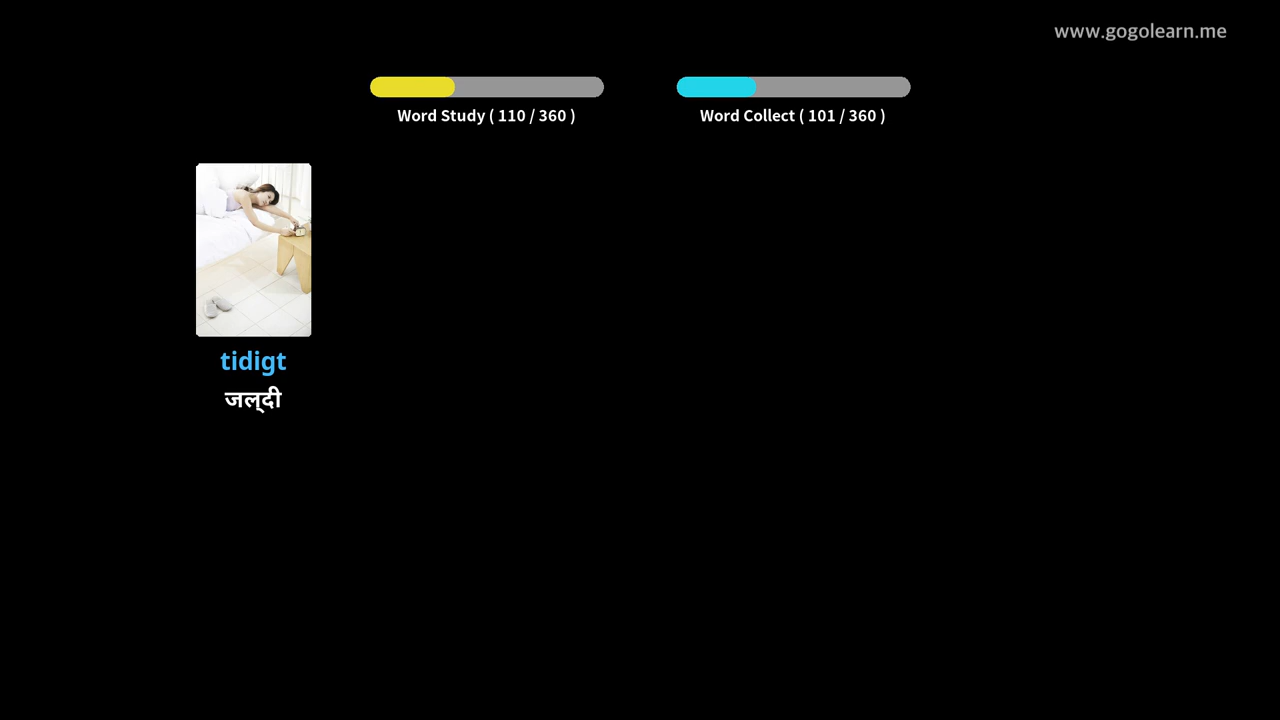 www.gogolearn.me
Word Study ( 110 / 360 )
Word Collect ( 101 / 360 )
tidigt
जल्दी